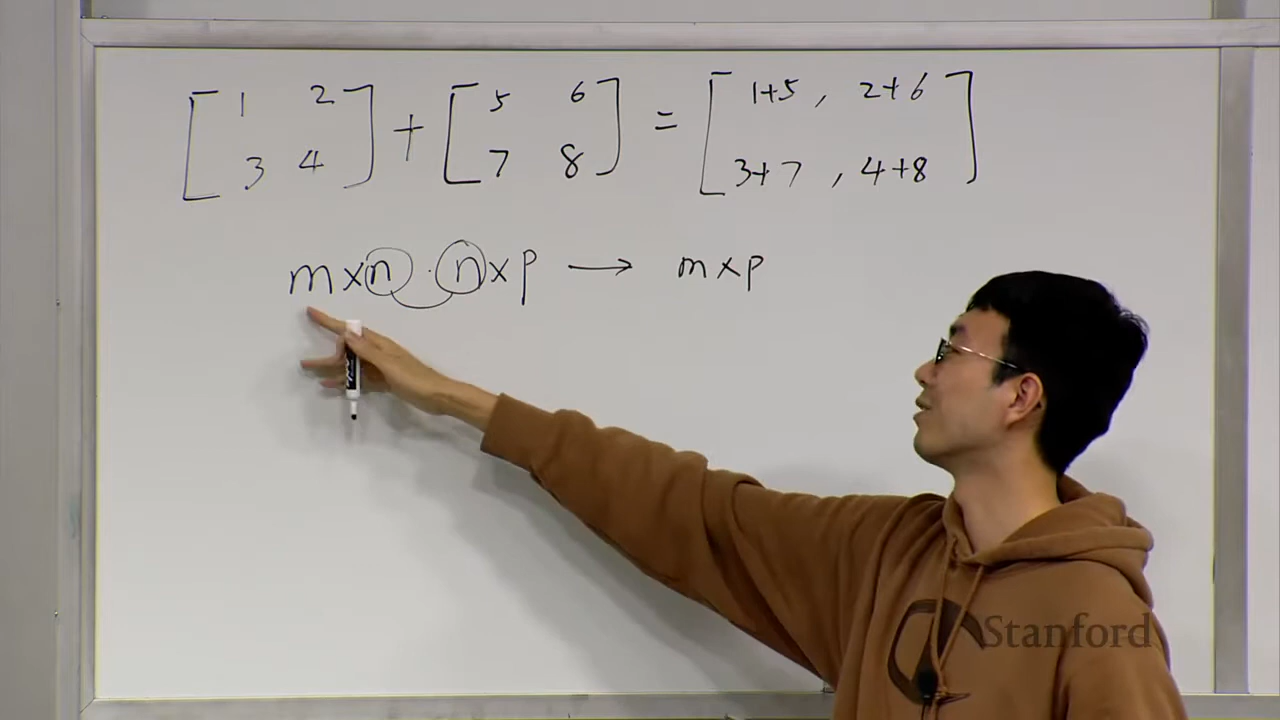 [1 2 3 4] + [5 6 7 8] = [1+5, 2+6 3+7, 4+8]
m×n · n×p → m×p
Stanford